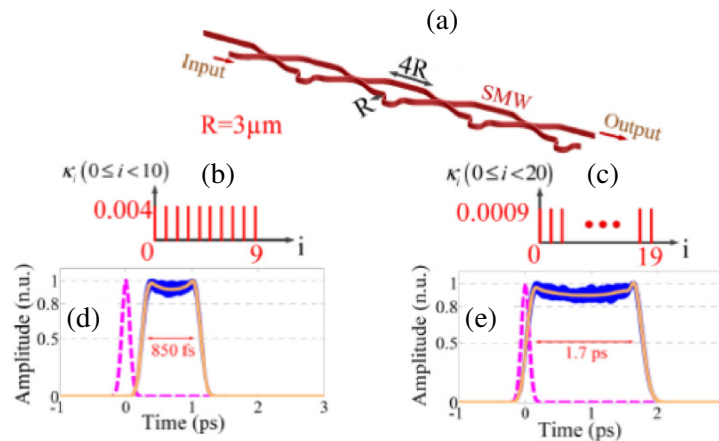 (a)
Input
4R
R
SMW
Output
R=3μm
κᵢ(0≤i<10)
(b)
0.004
0
9
i
κᵢ(0≤i<20)
(c)
0.0009
0
19
i
(d)
Amplitude (n.u.)
1
0.8
0.5
0
850 fs
-1 0 1 2 3
Time (ps)
(e)
Amplitude (n.u.)
1
0.8
0.5
0
1.7 ps
-1 0 1 2
Time (ps)